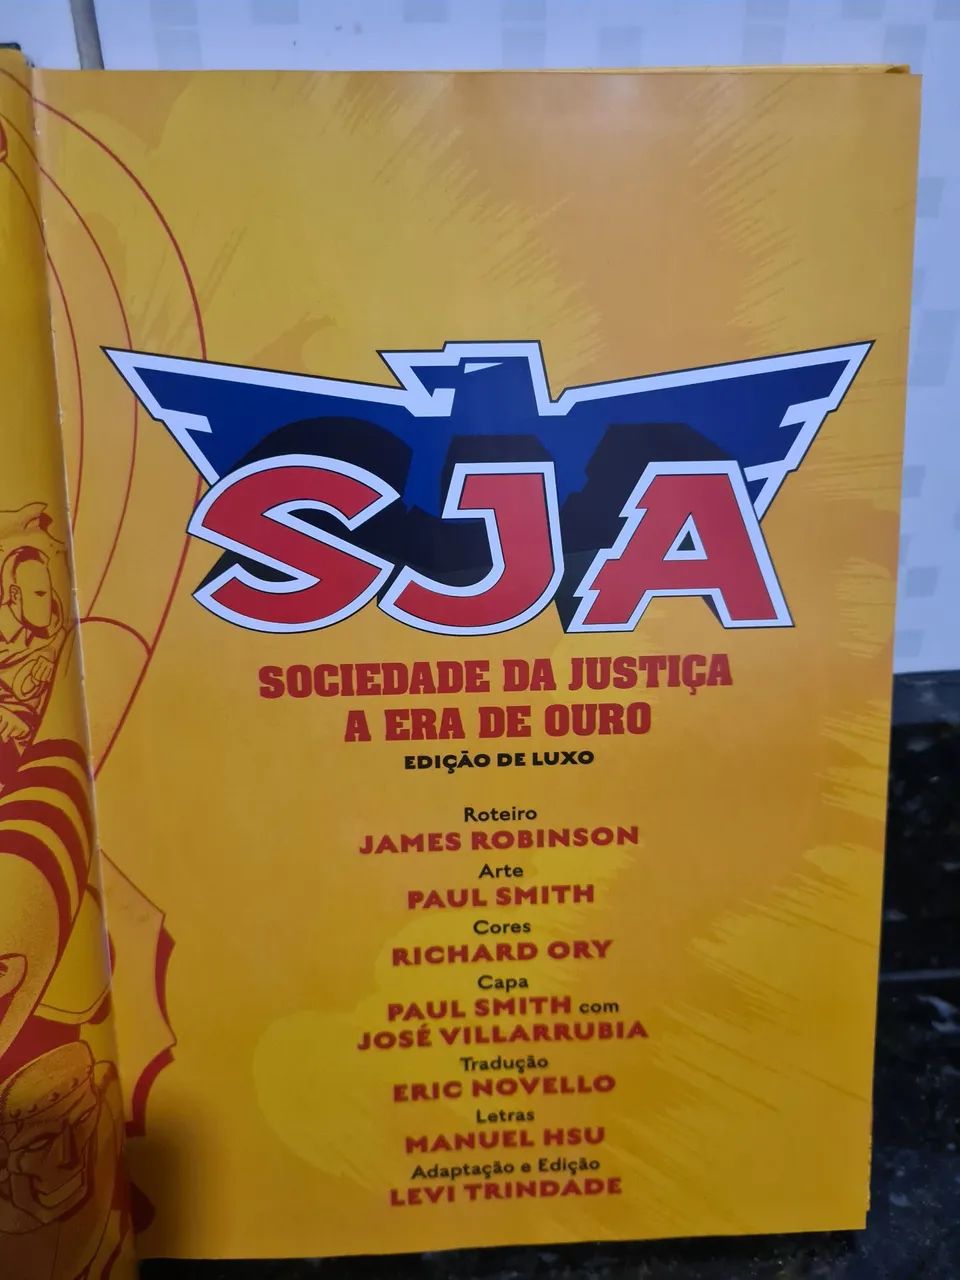 SJA
SOCIEDADE DA JUSTIÇA
A ERA DE OURO
EDIÇÃO DE LUXO
Roteiro
JAMES ROBINSON
Arte
PAUL SMITH
Cores
RICHARD ORY
Capa
PAUL SMITH com
JOSÉ VILLARRUBIA
Tradução
ERIC NOVELLO
Letras
MANUEL HSU
Adaptação e Edição
LEVI TRINDADE